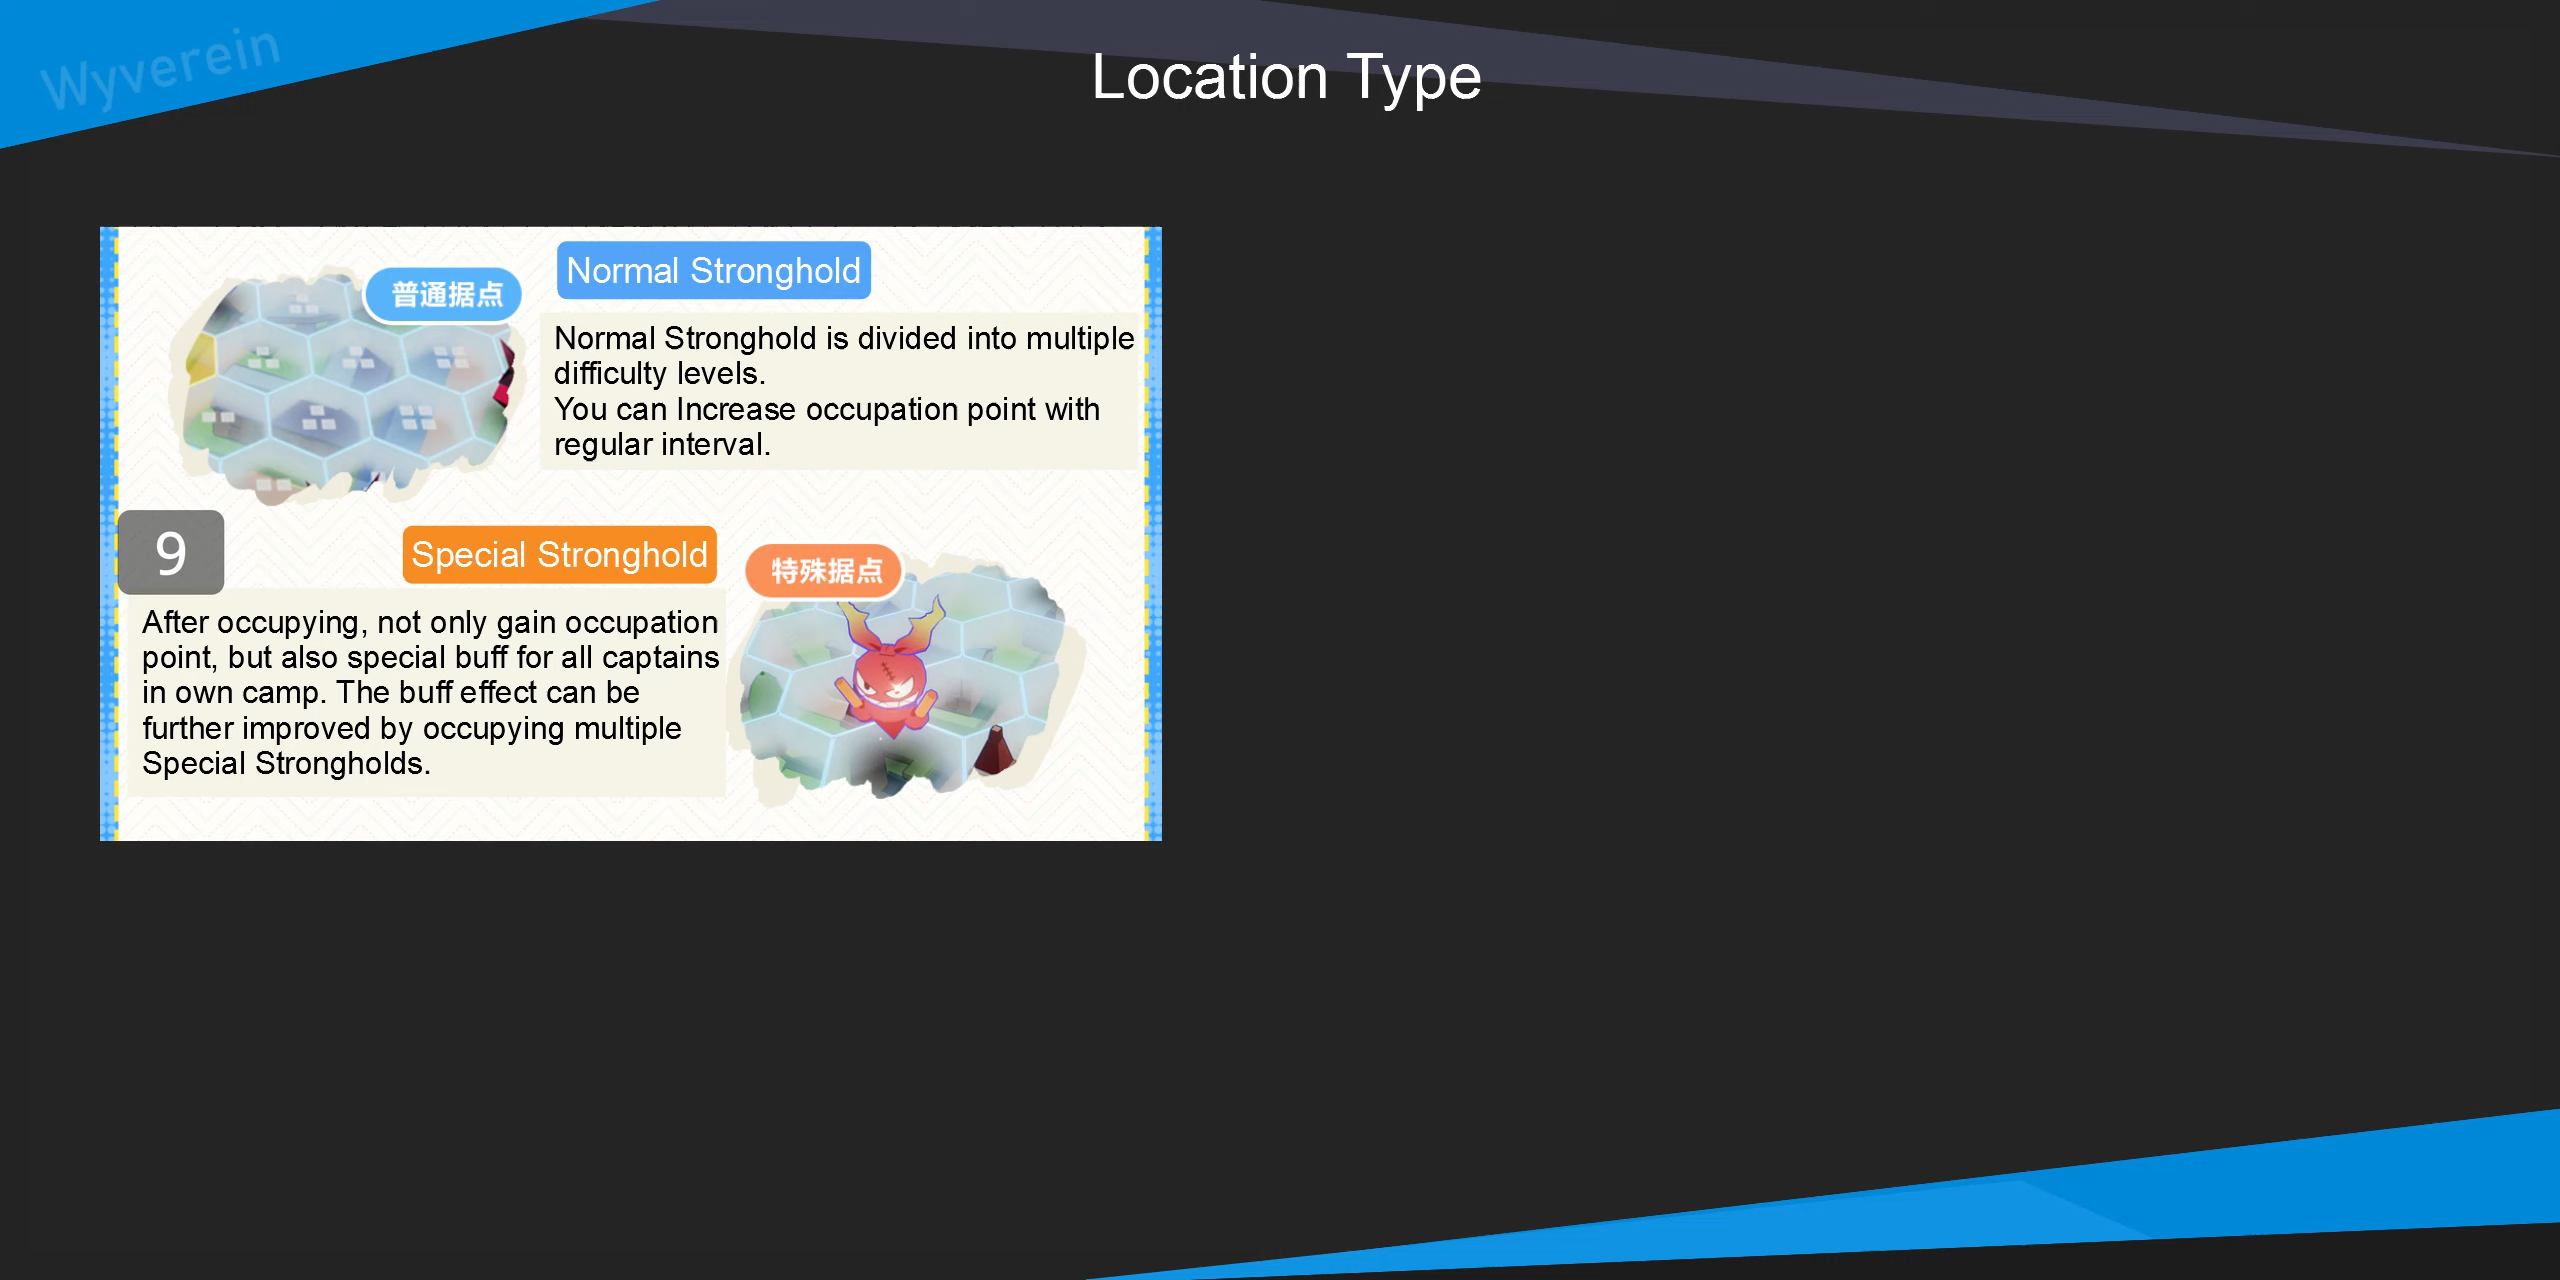 Wyverein
Location Type
普通据点
Normal Stronghold
Normal Stronghold is divided into multiple
difficulty levels.
You can Increase occupation point with
regular interval.
9
Special Stronghold
特殊据点
After occupying, not only gain occupation
point, but also special buff for all captains
in own camp. The buff effect can be
further improved by occupying multiple
Special Strongholds.